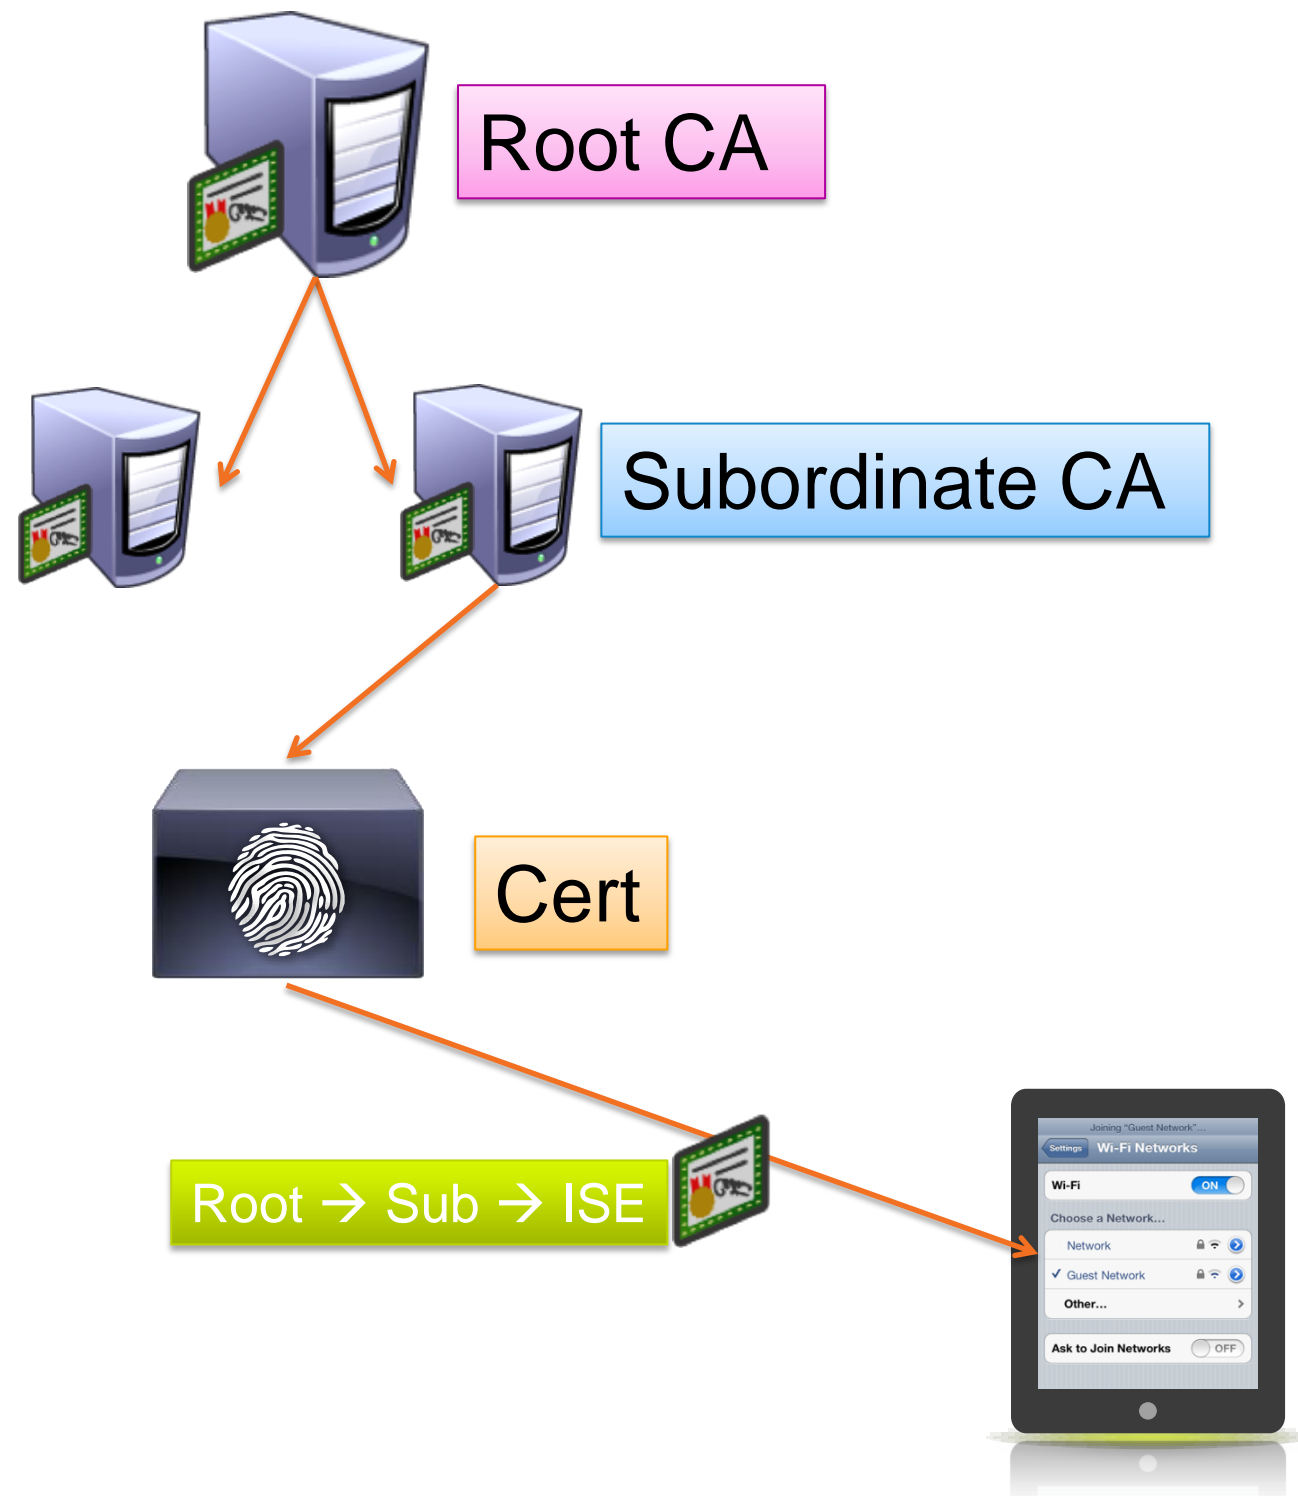 Root CA
Subordinate CA
Cert
Root → Sub → ISE
Joining "Guest Network"...
Settings
Wi-Fi Networks
Wi-Fi
ON
Choose a Network...
Network
Guest Network
Other...
Ask to Join Networks
OFF